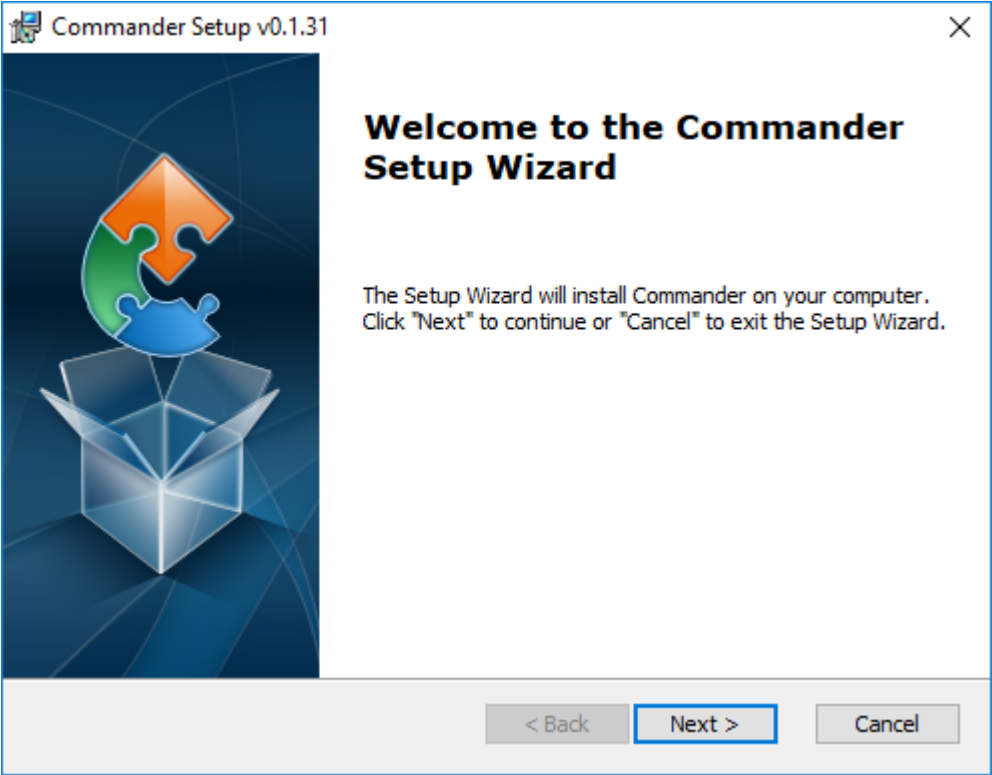 Commander Setup v0.1.31
Welcome to the Commander
Setup Wizard
The Setup Wizard will install Commander on your computer.
Click "Next" to continue or "Cancel" to exit the Setup Wizard.
< Back
Next >
Cancel